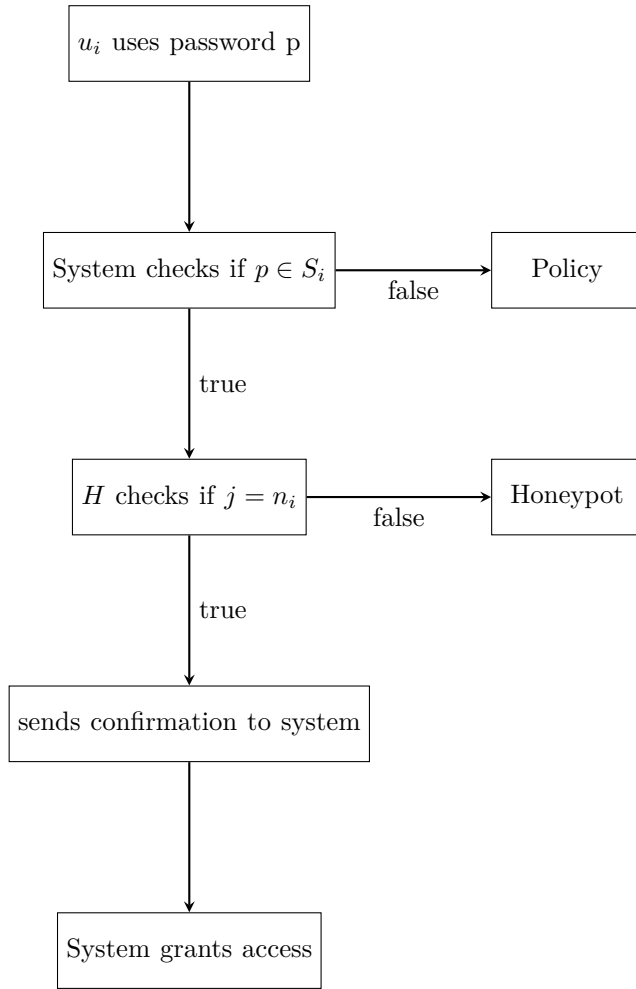 u_i uses password p
System checks if p ∈ S_i
false
Policy
true
H checks if j = n_i
false
Honeypot
true
sends confirmation to system
System grants access